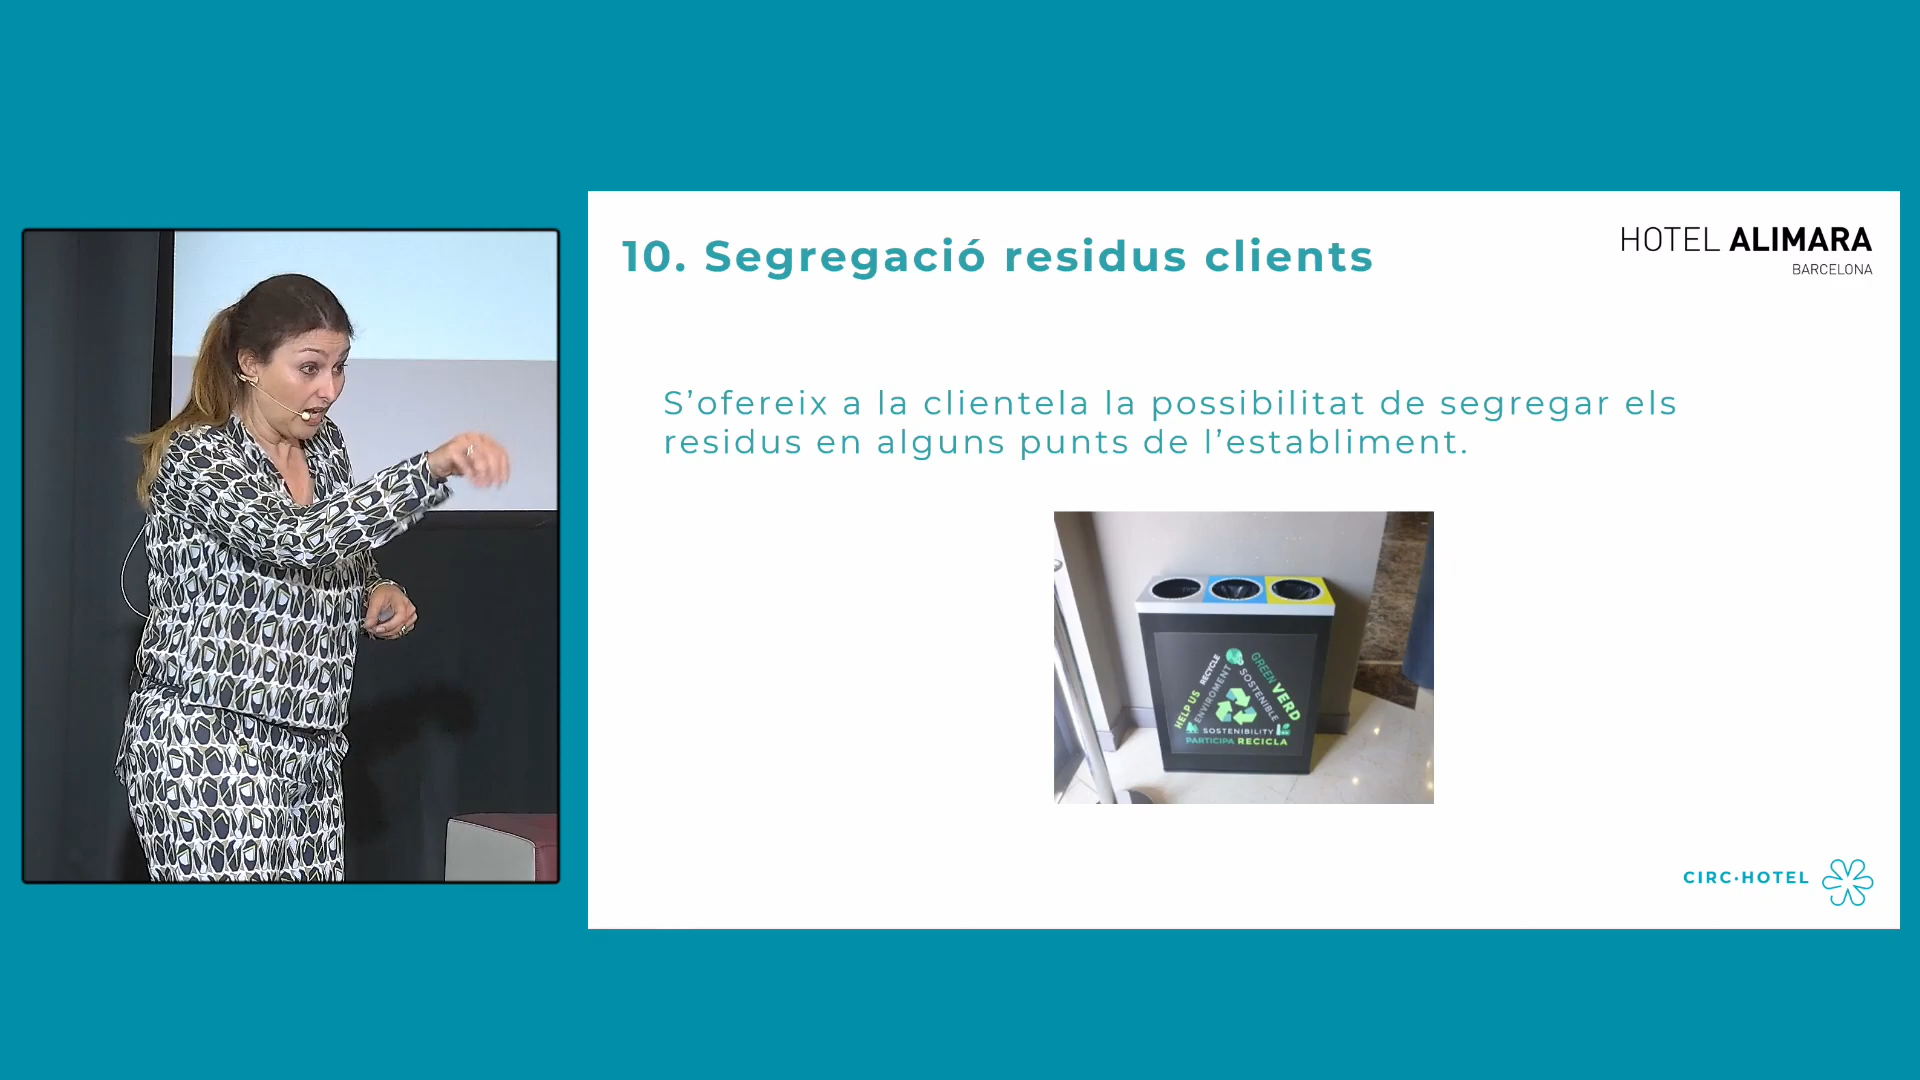 10. Segregació residus clients
HOTEL ALIMARA
BARCELONA
S’ofereix a la clientela la possibilitat de segregar els
residus en alguns punts de l’establiment.
HELP US
RECYCLE
ENVIROMENT
GREEN VERD
SOSTENIBLE
SOSTENIBILITY
PARTICIPA RECICLA
CIRC·HOTEL